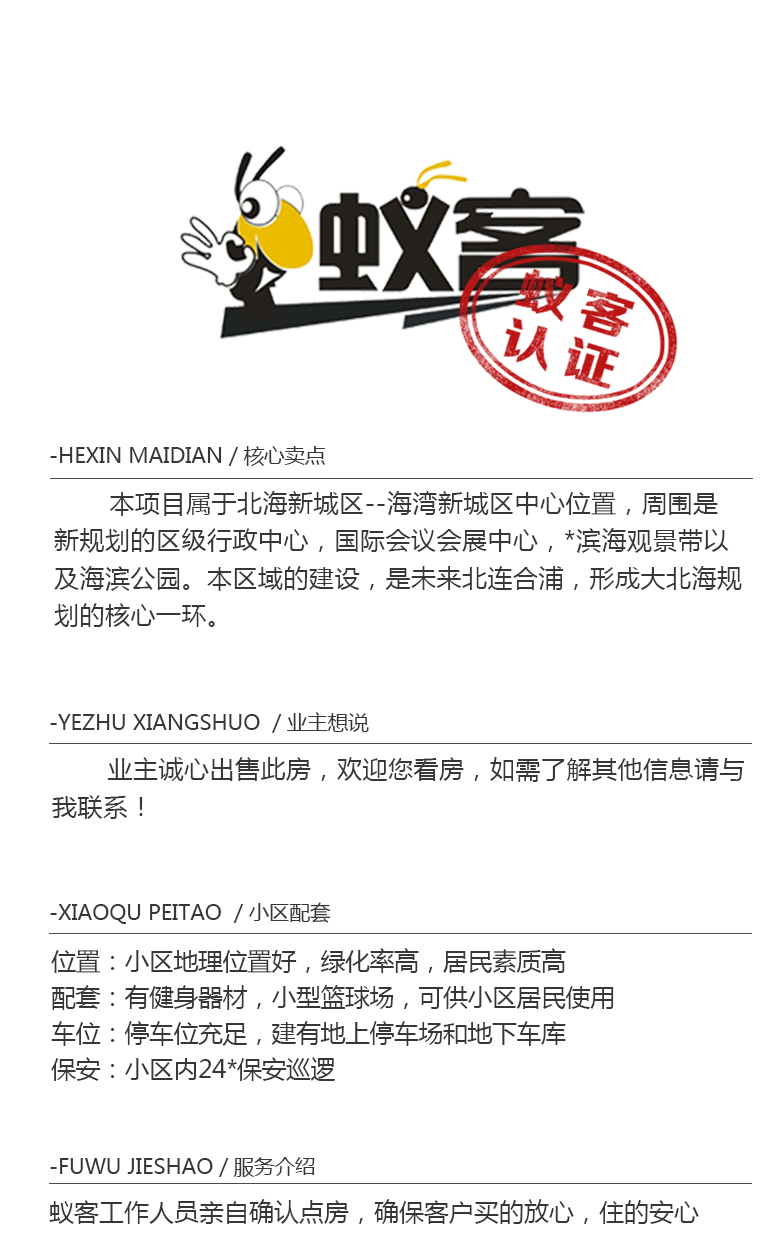 蚁客
蚁客
认证
-HEXIN MAIDIAN / 核心卖点
本项目属于北海新城区--海湾新城区中心位置，周围是
新规划的区级行政中心，国际会议会展中心，*滨海观景带以
及海滨公园。本区域的建设，是未来北连合浦，形成大北海规
划的核心一环。
-YEZHU XIANGSHUO / 业主想说
业主诚心出售此房，欢迎您看房，如需了解其他信息请与
我联系！
-XIAOQU PEITAO / 小区配套
位置：小区地理位置好，绿化率高，居民素质高
配套：有健身器材，小型篮球场，可供小区居民使用
车位：停车位充足，建有地上停车场和地下车库
保安：小区内24*保安巡逻
-FUWU JIESHAO / 服务介绍
蚁客工作人员亲自确认点房，确保客户买的放心，住的安心